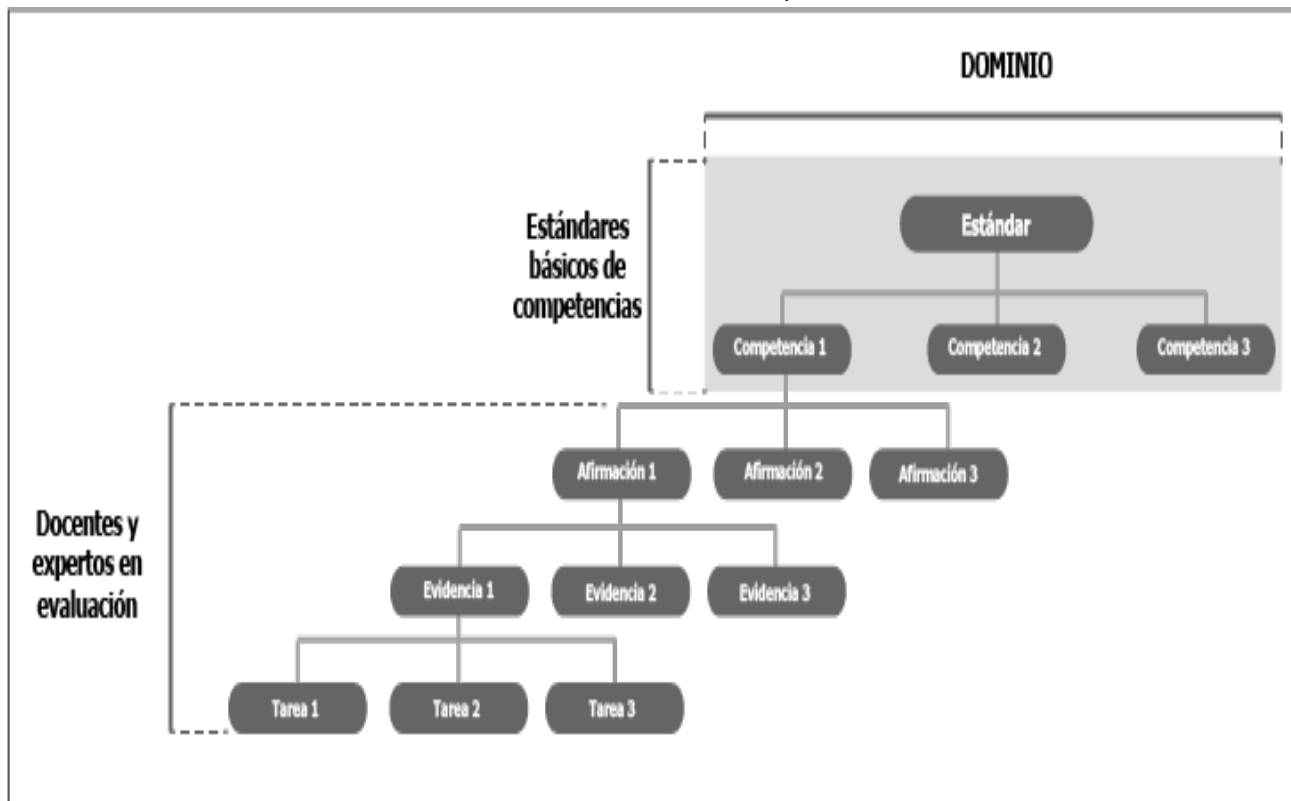 DOMINIO
Estándares
básicos de
competencias
Estándar
Competencia 1
Competencia 2
Competencia 3
Docentes y
expertos en
evaluación
Afirmación 1
Afirmación 2
Afirmación 3
Evidencia 1
Evidencia 2
Evidencia 3
Tarea 1
Tarea 2
Tarea 3